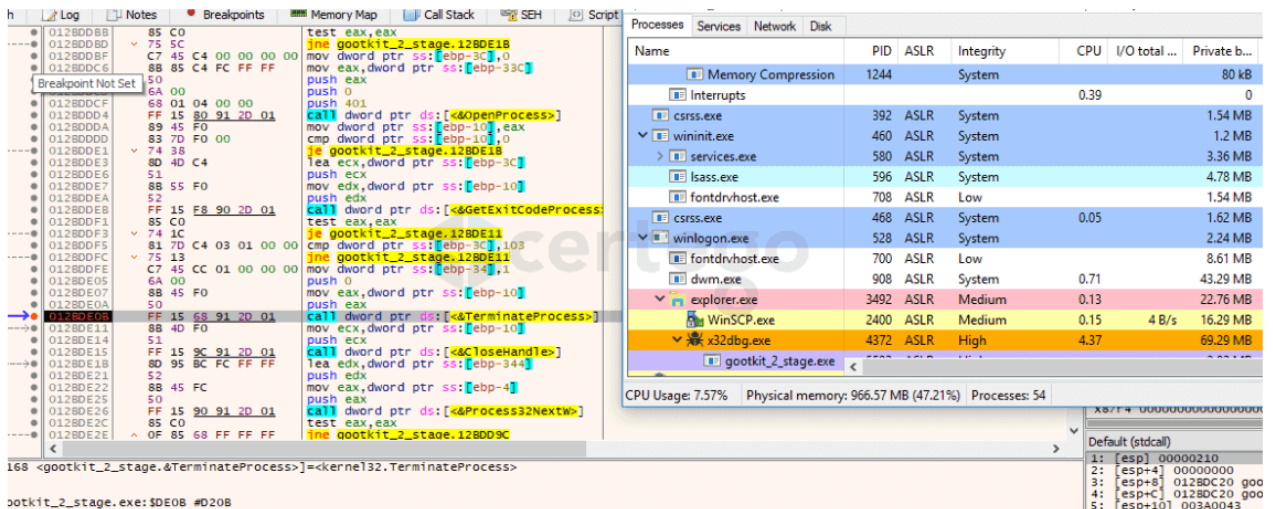 h Log Notes Breakpoints Memory Map Call Stack SEH Script
012BDDBB 85 C0 test eax,eax
012BDDBD 75 5C jne gootkit_2_stage.12BDE1B
012BDDBF C7 45 C4 00 00 00 00 mov dword ptr ss:[ebp-3C],0
012BDDC6 8B 85 C4 FC FF FF mov eax,dword ptr ss:[ebp-33C]
50 push eax
Breakpoint Not Set 6A 00 push 0
012BDDCF 68 01 04 00 00 push 401
012BDDD4 FF 15 80 91 2D 01 call dword ptr ds:[<&OpenProcess>]
012BDDDA 89 45 F0 mov dword ptr ss:[ebp-10],eax
012BDDDD 83 7D F0 00 cmp dword ptr ss:[ebp-10],0
012BDDE1 74 38 je gootkit_2_stage.12BDE1B
012BDDE3 8D 4D C4 lea ecx,dword ptr ss:[ebp-3C]
012BDDE6 51 push ecx
012BDDE7 8B 55 F0 mov edx,dword ptr ss:[ebp-10]
012BDDEA 52 push edx
012BDDEB FF 15 F8 90 2D 01 call dword ptr ds:[<&GetExitCodeProcess>
012BDDF1 85 C0 test eax,eax
012BDDF3 74 1C je gootkit_2_stage.12BDE11
012BDDF5 81 7D C4 03 01 00 00 cmp dword ptr ss:[ebp-3C],103
012BDDFC 75 13 jne gootkit_2_stage.12BDE11
012BDDFE C7 45 CC 01 00 00 00 mov dword ptr ss:[ebp-34],1
012BDE05 6A 00 push 0
012BDE07 8B 45 F0 mov eax,dword ptr ss:[ebp-10]
012BDE0A 50 push eax
012BDE0B FF 15 68 91 2D 01 call dword ptr ds:[<&TerminateProcess>]
012BDE11 8B 4D F0 mov ecx,dword ptr ss:[ebp-10]
012BDE14 51 push ecx
012BDE15 FF 15 9C 91 2D 01 call dword ptr ds:[<&CloseHandle>]
012BDE1B 8D 95 BC FC FF FF lea edx,dword ptr ss:[ebp-344]
012BDE21 52 push edx
012BDE22 8B 45 FC mov eax,dword ptr ss:[ebp-4]
012BDE25 50 push eax
012BDE26 FF 15 90 91 2D 01 call dword ptr ds:[<&Process32NextW>]
012BDE2C 85 C0 test eax,eax
012BDE2E 0F 85 68 FF FF FF jne gootkit_2_stage.12BDD9C
certego
168 <gootkit_2_stage.&TerminateProcess>]=<kernel32.TerminateProcess>
ootkit_2_stage.exe:$DE0B #D20B
Processes Services Network Disk
Name PID ASLR Integrity CPU I/O total ... Private b...
Memory Compression 1244 System 80 kB
Interrupts 0.39 0
csrss.exe 392 ASLR System 1.54 MB
wininit.exe 460 ASLR System 1.2 MB
services.exe 580 ASLR System 3.36 MB
lsass.exe 596 ASLR System 4.78 MB
fontdrvhost.exe 708 ASLR Low 1.54 MB
csrss.exe 468 ASLR System 0.05 1.62 MB
winlogon.exe 528 ASLR System 2.24 MB
fontdrvhost.exe 700 ASLR Low 8.61 MB
dwm.exe 908 ASLR System 0.71 43.29 MB
explorer.exe 3492 ASLR Medium 0.13 22.76 MB
WinSCP.exe 2400 ASLR Medium 0.15 4 B/s 16.29 MB
x32dbg.exe 4372 ASLR High 4.37 69.29 MB
gootkit_2_stage.exe
CPU Usage: 7.57% Physical memory: 966.57 MB (47.21%) Processes: 54
Default (stdcall)
1: [esp] 00000210
2: [esp+4] 00000000
3: [esp+8] 012BDC20 goo
4: [esp+C] 012BDC20 goo
5: [esp+10] 003A0043